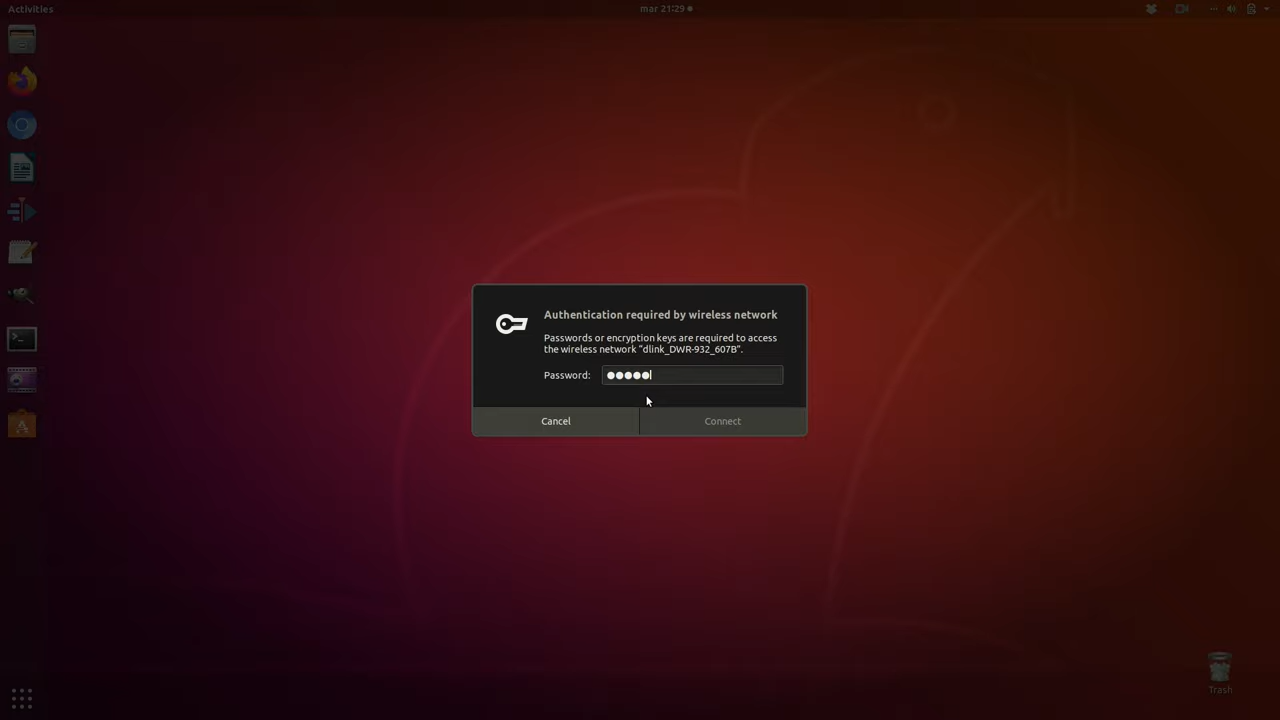 Activities
mar 21:29
Authentication required by wireless network
Passwords or encryption keys are required to access
the wireless network “dlink_DWR-932_607B”.
Password:
Cancel
Connect
Trash